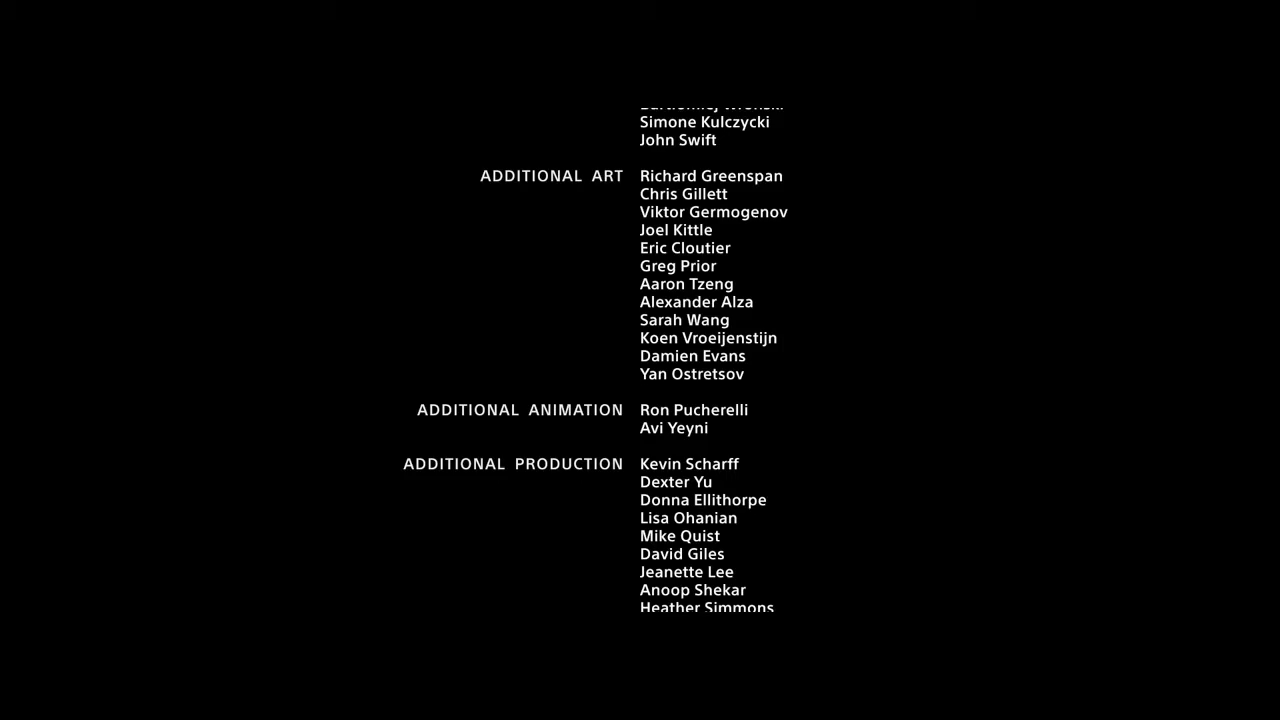 Simone Kulczycki
John Swift
ADDITIONAL ART Richard Greenspan
Chris Gillett
Viktor Germogenov
Joel Kittle
Eric Cloutier
Greg Prior
Aaron Tzeng
Alexander Alza
Sarah Wang
Koen Vroeijenstijn
Damien Evans
Yan Ostretsov
ADDITIONAL ANIMATION Ron Pucherelli
Avi Yeyni
ADDITIONAL PRODUCTION Kevin Scharff
Dexter Yu
Donna Ellithorpe
Lisa Ohanian
Mike Quist
David Giles
Jeanette Lee
Anoop Shekar
Heather Simmons